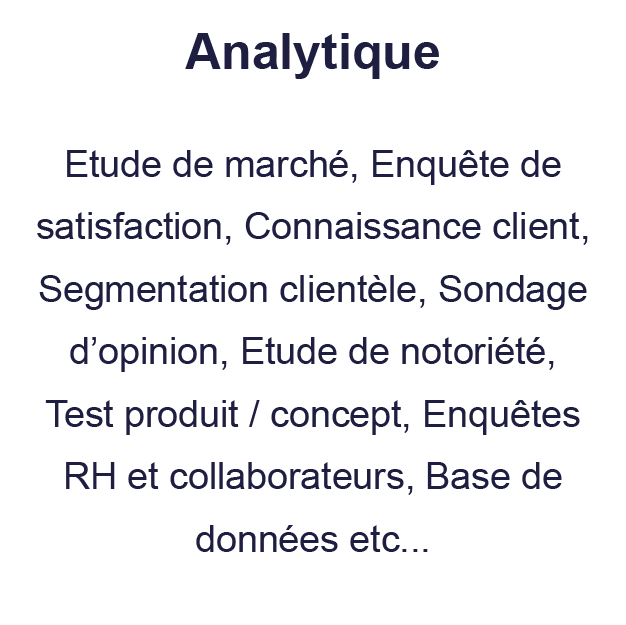 Analytique
Etude de marché, Enquête de
satisfaction, Connaissance client,
Segmentation clientèle, Sondage
d’opinion, Etude de notoriété,
Test produit / concept, Enquêtes
RH et collaborateurs, Base de
données etc...